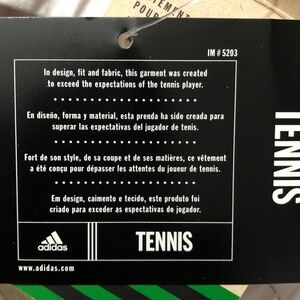 VÊTEMENT
POUR
IM # 5203
In design, fit and fabric, this garment was created
to exceed the expectations of the tennis player.
En diseño, forma y material, esta prenda ha sido creada para
superar las expectativas del jugador de tenis.
Fort de son style, de sa coupe et de ses matières, ce vêtement
a été conçu pour dépasser les attentes du joueur de tennis.
Em design, caimento e tecido, este produto foi
criado para exceder as espectativas do jogador.
adidas
TENNIS
www.adidas.com
TENNIS